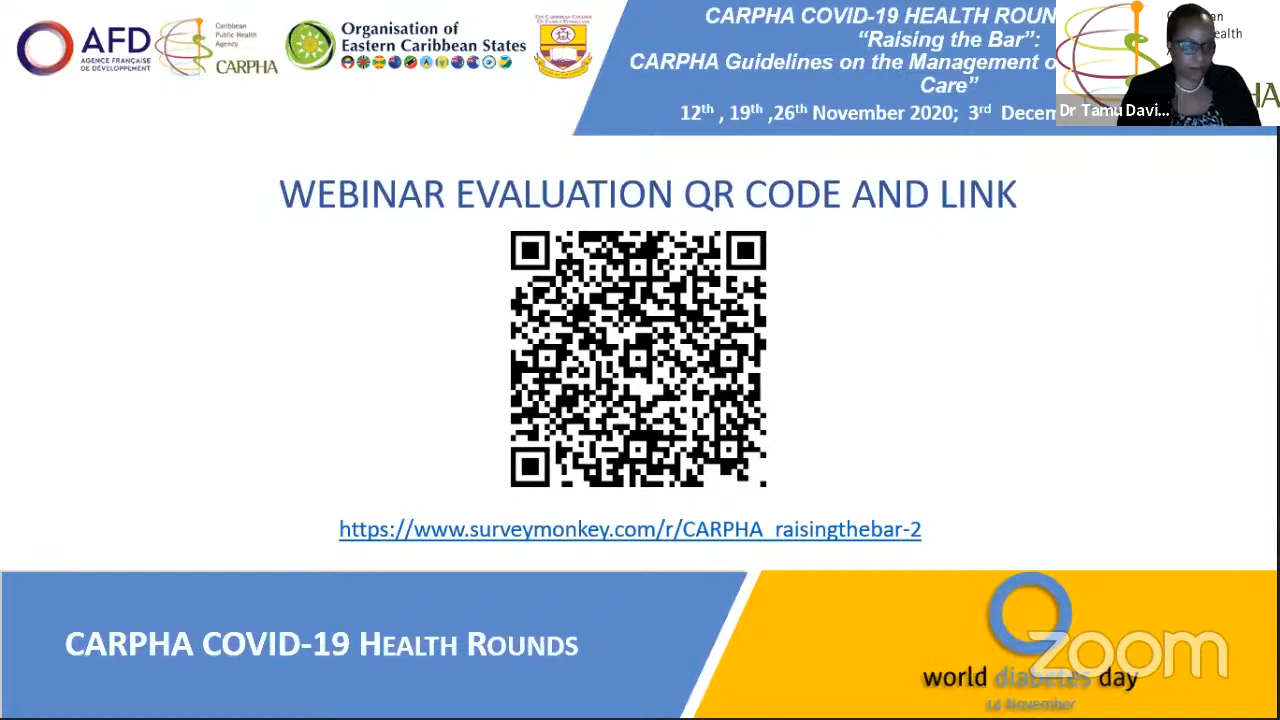 AFD
AGENCE FRANÇAISE
DE DÉVELOPPEMENT
Caribbean
Public Health
Agency
CARPHA
Organisation of
Eastern Caribbean States
CARPHA COVID-19 HEALTH ROUN
“Raising the Bar”:
CARPHA Guidelines on the Management o
Care”
12th , 19th ,26th November 2020; 3rd Decem
Dr Tamu Davi...
WEBINAR EVALUATION QR CODE AND LINK
https://www.surveymonkey.com/r/CARPHA_raisingthebar-2
CARPHA COVID-19 HEALTH ROUNDS
zoom
world diabetes day
14 November